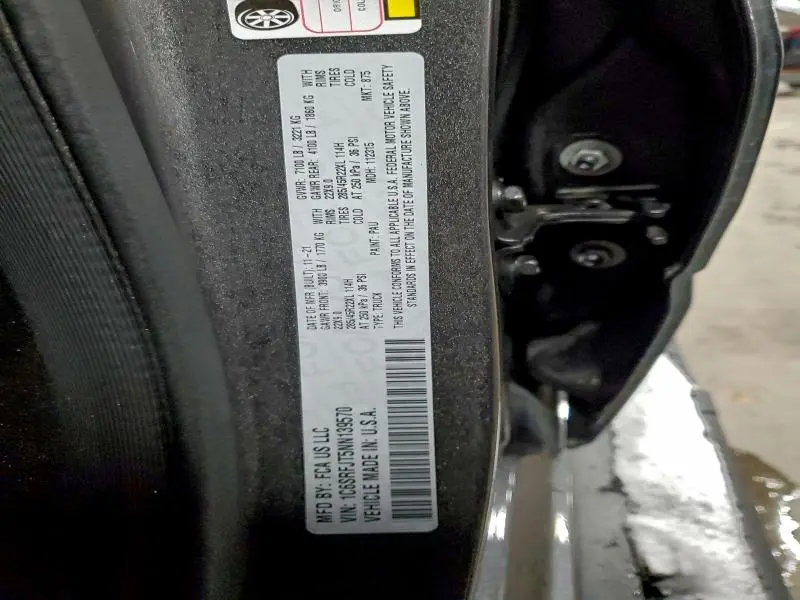 MFD BY: FCA US LLC
VIN: 1C6SRFJT5NN139570
VEHICLE MADE IN: U.S.A.
DATE OF MFR (BUILT): 11-21
GVWR: 7100 LB / 3221 KG
GAWR FRONT: 3900 LB / 1770 KG WITH
GAWR REAR: 4100 LB / 1860 KG WITH
22X9.0 RIMS
22X9.0 RIMS
285/45R22XL 114H TIRES
285/45R22XL 114H TIRES
AT 250 kPa / 36 PSI COLD
AT 250 kPa / 36 PSI COLD
TYPE: TRUCK
PAINT: PAU
MDH: 112315
MKT: 875
THIS VEHICLE CONFORMS TO ALL APPLICABLE U.S.A. FEDERAL MOTOR VEHICLE SAFETY
STANDARDS IN EFFECT ON THE DATE OF MANUFACTURE SHOWN ABOVE.